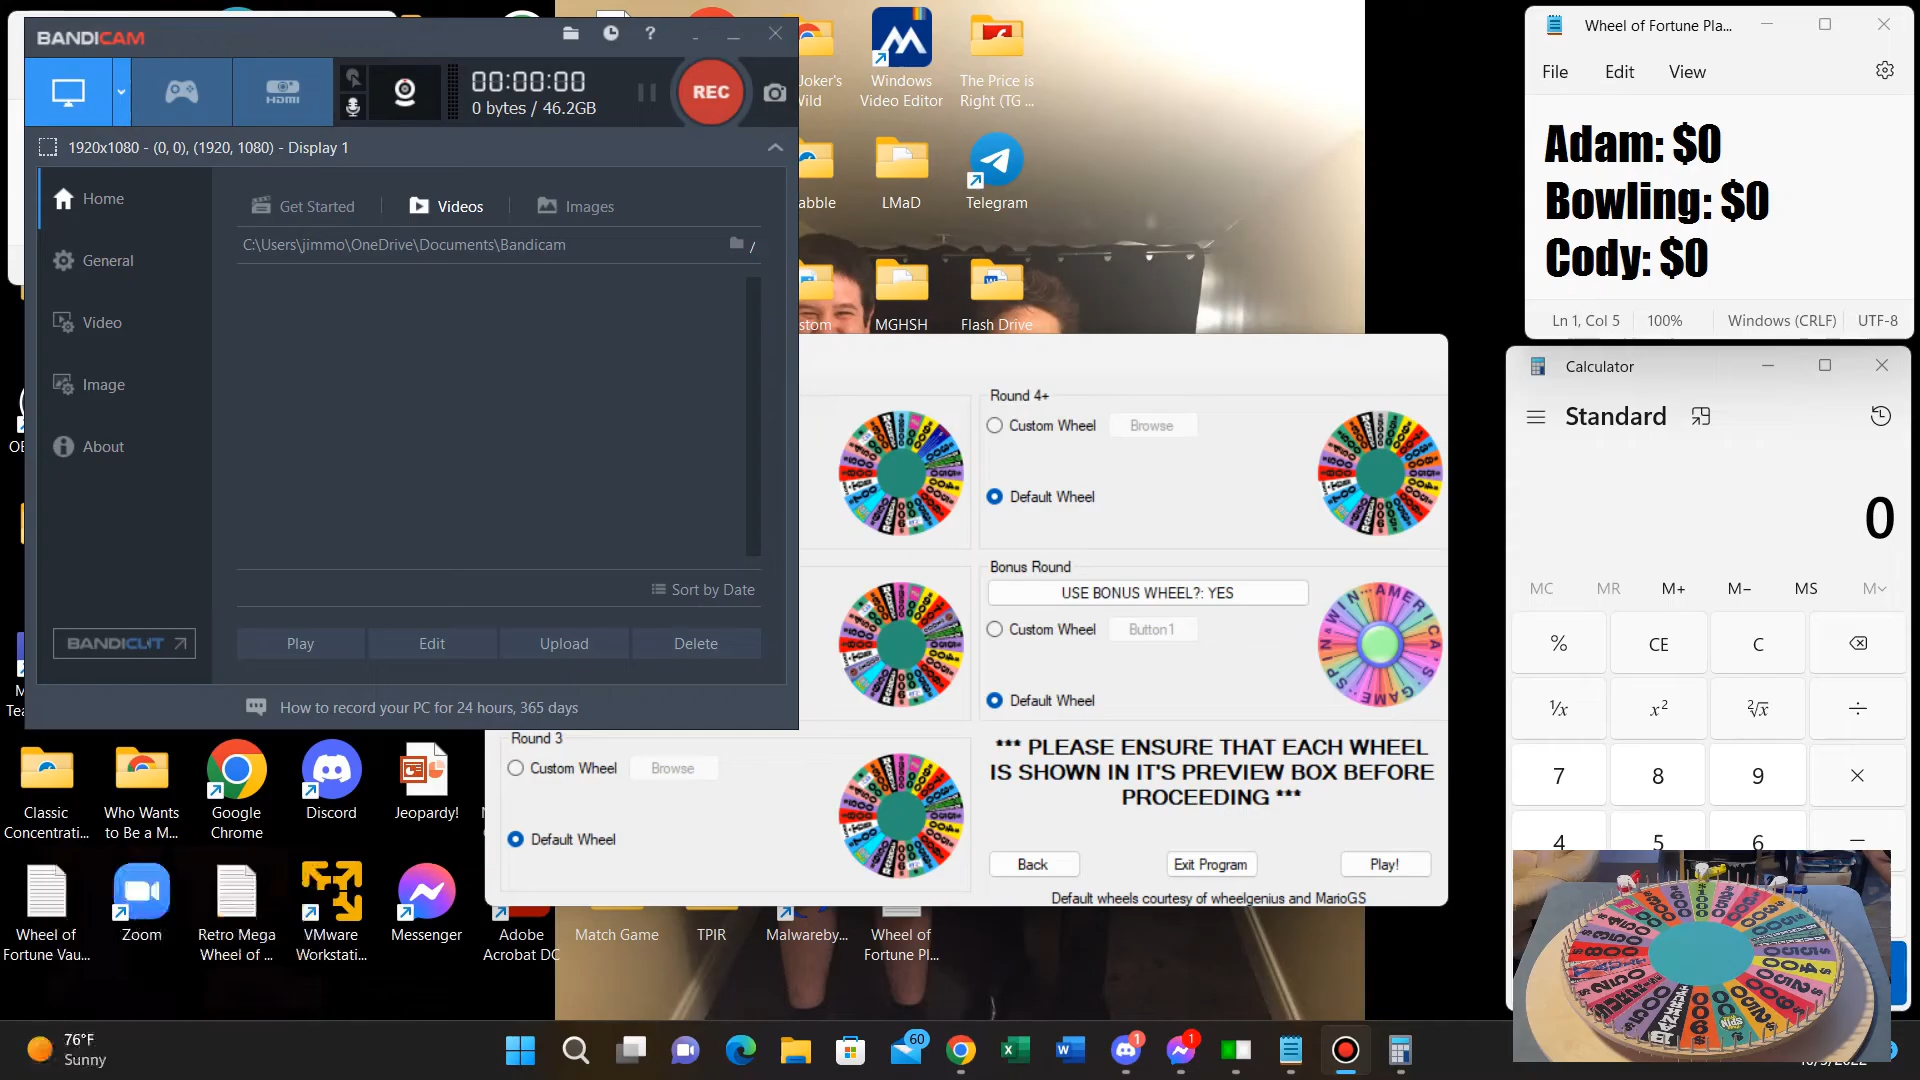 BANDICAM
?
HDMI
00:00:00
0 bytes / 46.2GB
REC
1920x1080 - (0, 0), (1920, 1080) - Display 1
Home
General
Video
Image
About
BANDICUT
Get Started
Videos
Images
C:\Users\jimmo\OneDrive\Documents\Bandicam
/
Sort by Date
Play
Edit
Upload
Delete
How to record your PC for 24 hours, 365 days
Windows
Video Editor
The Price is
Right (TG ...
LMaD
Telegram
MGHSH
Flash Drive
Wheel of Fortune Pla...
File
Edit
View
Adam: $0
Bowling: $0
Cody: $0
Ln 1, Col 5
100%
Windows (CRLF)
UTF-8
Calculator
Standard
0
MC
MR
M+
M−
MS
M
%
CE
C
¹/x
x²
²√x
÷
7
8
9
×
4
5
6
−
Round 4+
Custom Wheel
Browse
Default Wheel
Bonus Round
USE BONUS WHEEL?: YES
Custom Wheel
Button1
Default Wheel
Round 3
Custom Wheel
Browse
Default Wheel
*** PLEASE ENSURE THAT EACH WHEEL
IS SHOWN IN IT'S PREVIEW BOX BEFORE
PROCEEDING ***
Back
Exit Program
Play!
Default wheels courtesy of wheelgenius and MarioGS
Classic
Concentrati...
Who Wants
to Be a M...
Google
Chrome
Discord
Jeopardy!
Wheel of
Fortune Vau...
Zoom
Retro Mega
Wheel of ...
VMware
Workstati...
Messenger
Adobe
Acrobat DC
Match Game
TPIR
Malwareby...
Wheel of
Fortune Pl...
76°F
Sunny
60
1
1